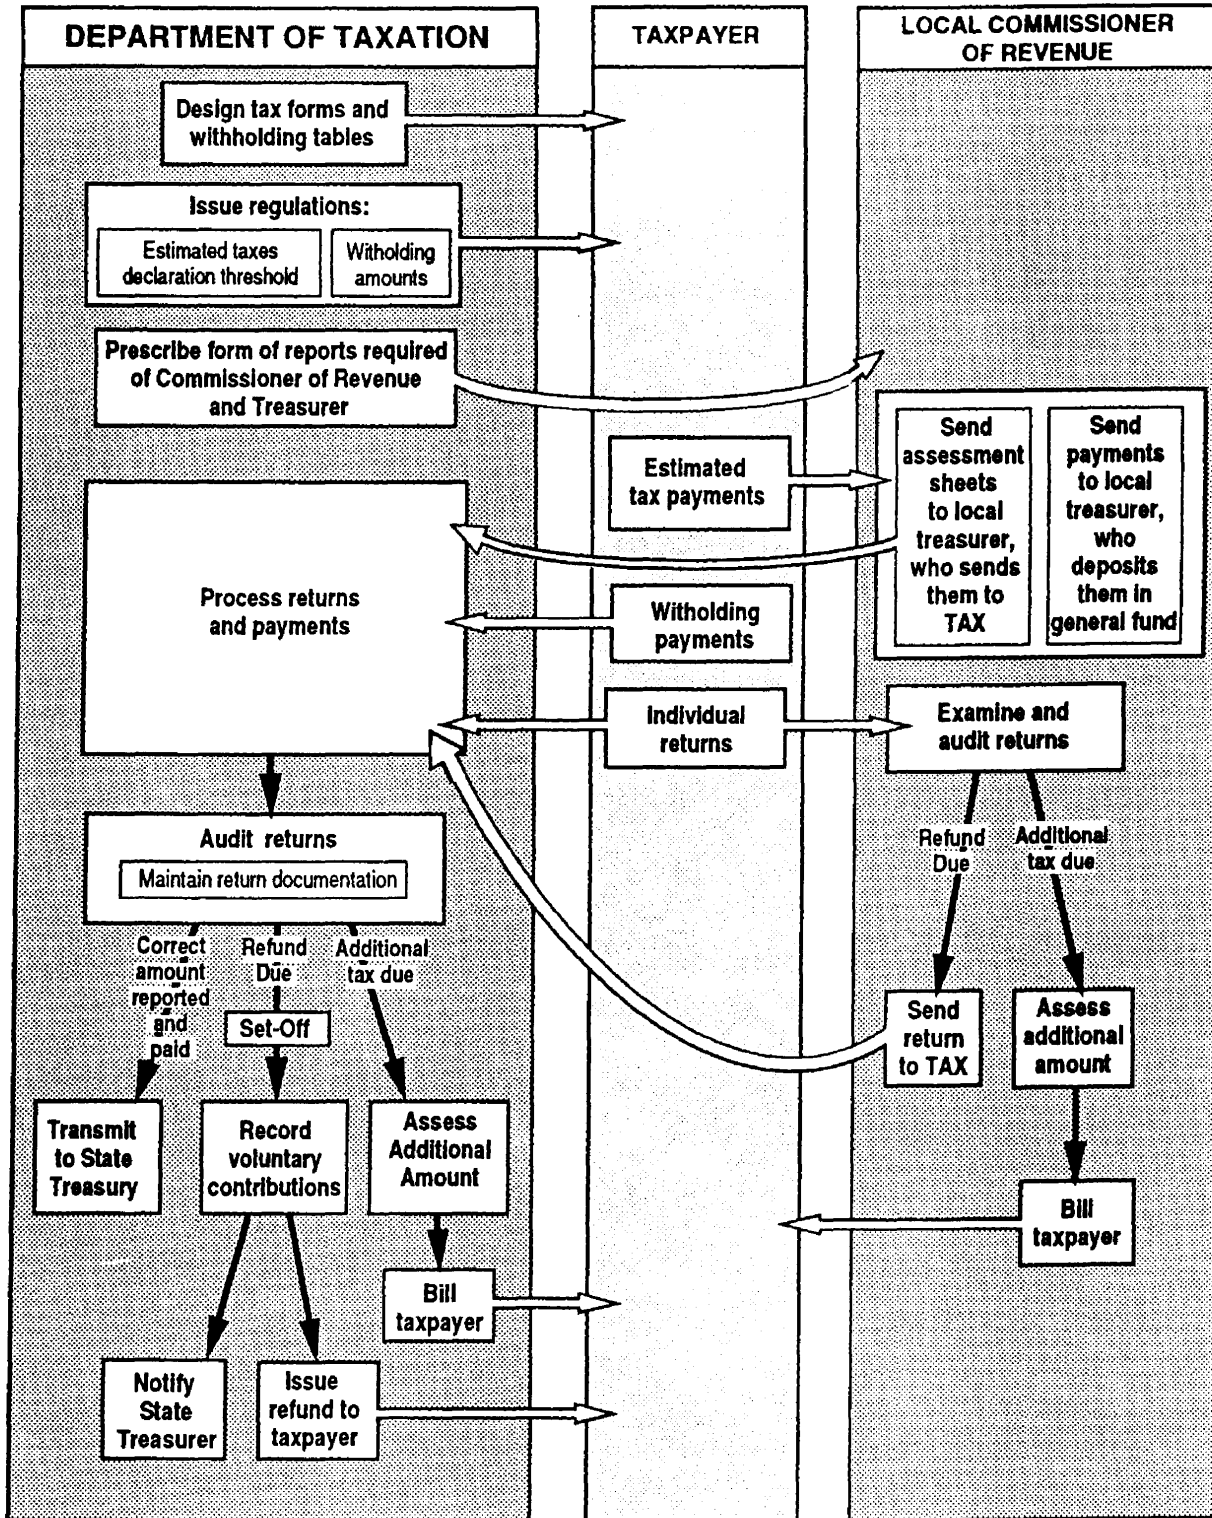 DEPARTMENT OF TAXATION
TAXPAYER
LOCAL COMMISSIONER
OF REVENUE
Design tax forms and
withholding tables
Issue regulations:
Estimated taxes
declaration threshold
Witholding
amounts
Prescribe form of reports required
of Commissioner of Revenue
and Treasurer
Estimated
tax payments
Send
assessment
sheets
to local
treasurer,
who sends
them to
TAX
Send
payments
to local
treasurer,
who
deposits
them in
general fund
Process returns
and payments
Witholding
payments
Individual
returns
Examine and
audit returns
Refund
Due
Additional
tax due
Audit returns
Maintain return documentation
Correct
amount
reported
and
paid
Refund
Due
Additional
tax due
Set-Off
Send
return
to TAX
Assess
additional
amount
Transmit
to State
Treasury
Record
voluntary
contributions
Assess
Additional
Amount
Bill
taxpayer
Bill
taxpayer
Notify
State
Treasurer
Issue
refund to
taxpayer